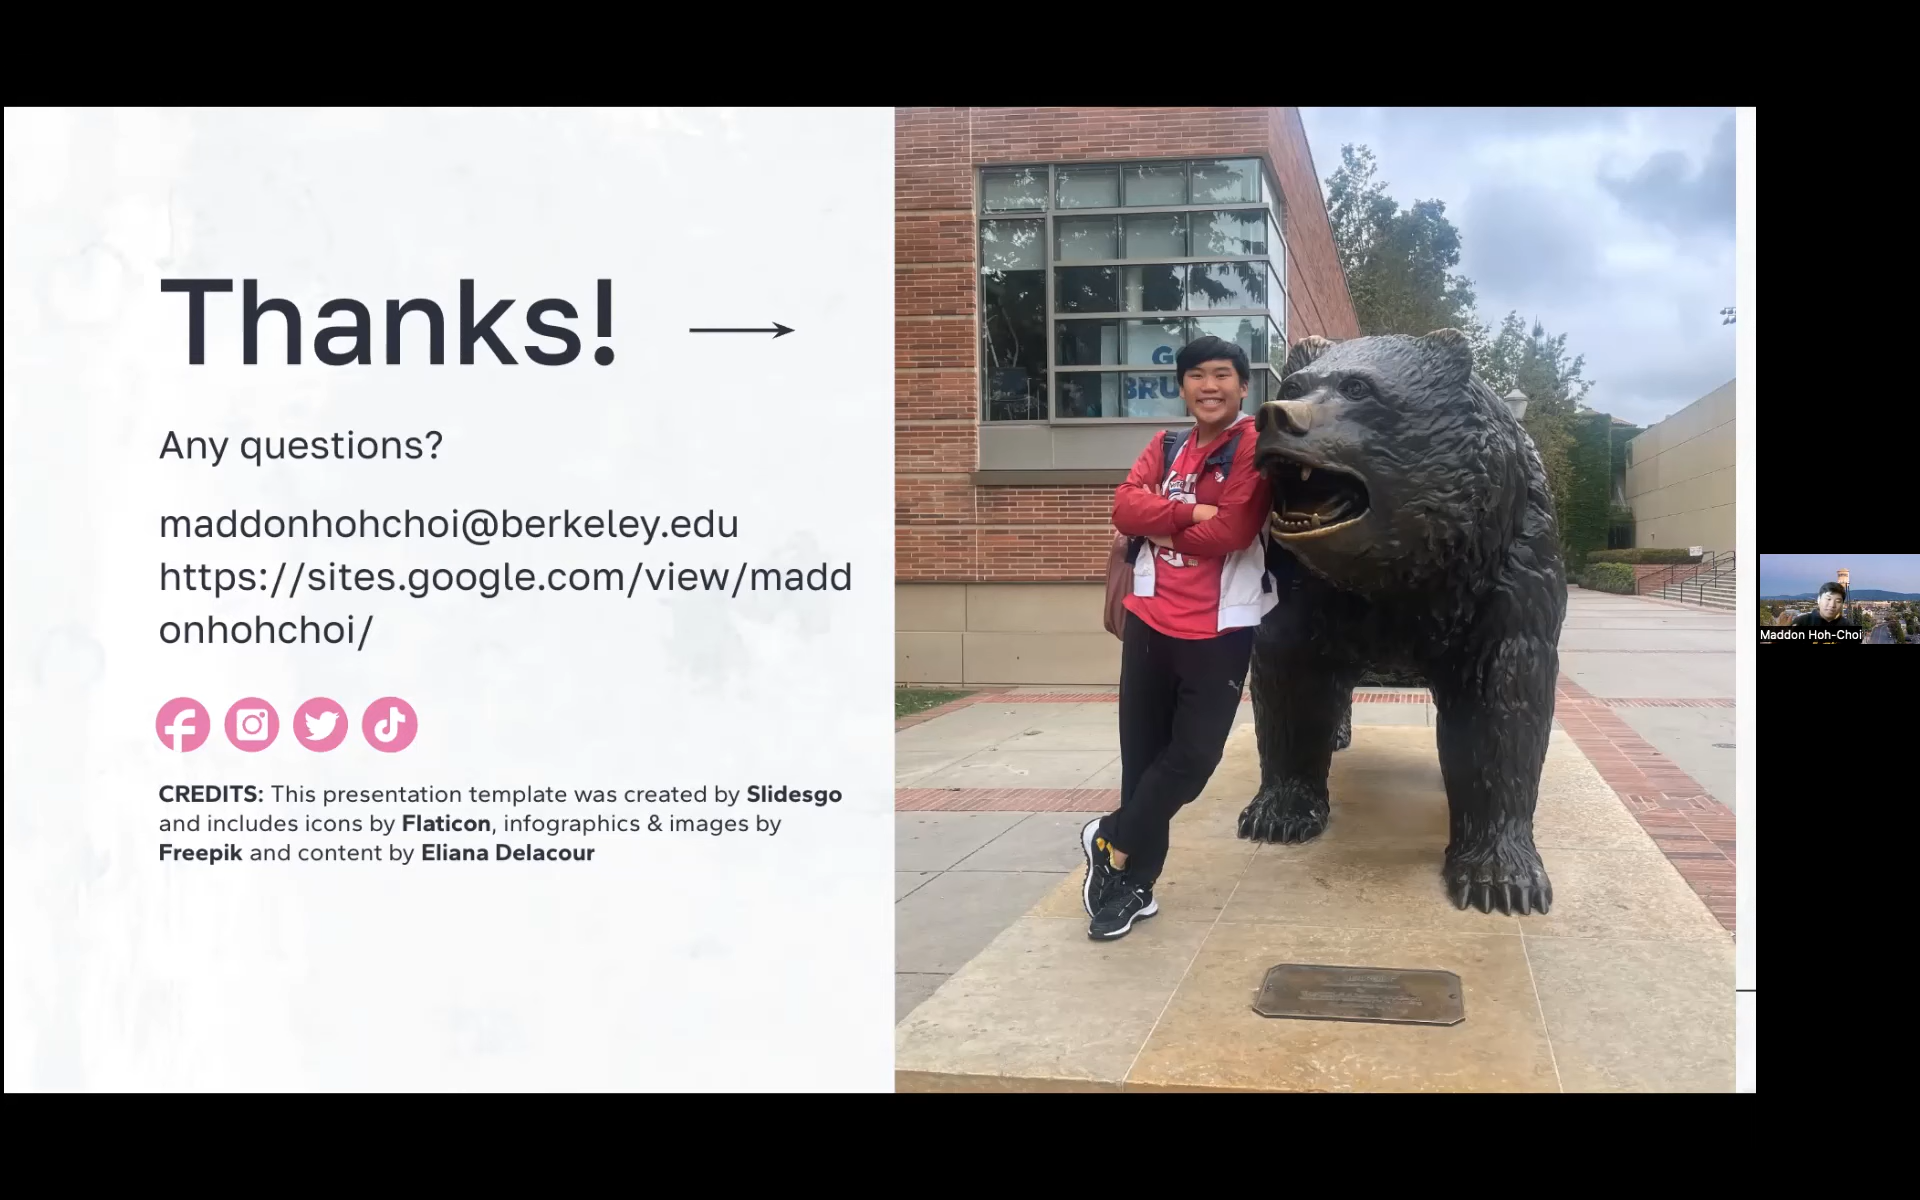 Thanks!
Any questions?
maddonhohchoi@berkeley.edu
https://sites.google.com/view/madd
onhohchoi/
CREDITS: This presentation template was created by Slidesgo
and includes icons by Flaticon, infographics & images by
Freepik and content by Eliana Delacour
G
BRU
Maddon Hoh-Choi